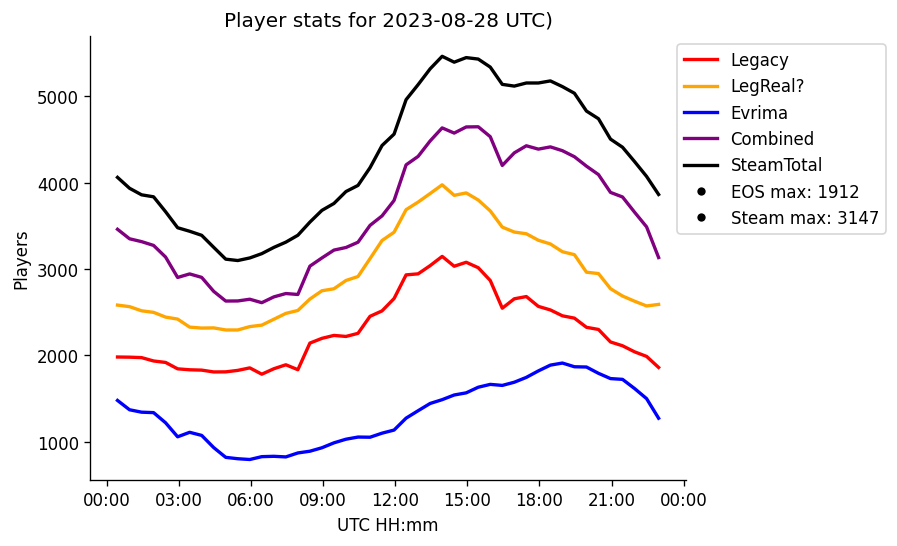 Player stats for 2023-08-28 UTC)
Legacy
LegReal?
Evrima
Combined
SteamTotal
EOS max: 1912
Steam max: 3147
Players
5000
4000
3000
2000
1000
00:00 03:00 06:00 09:00 12:00 15:00 18:00 21:00 00:00
UTC HH:mm